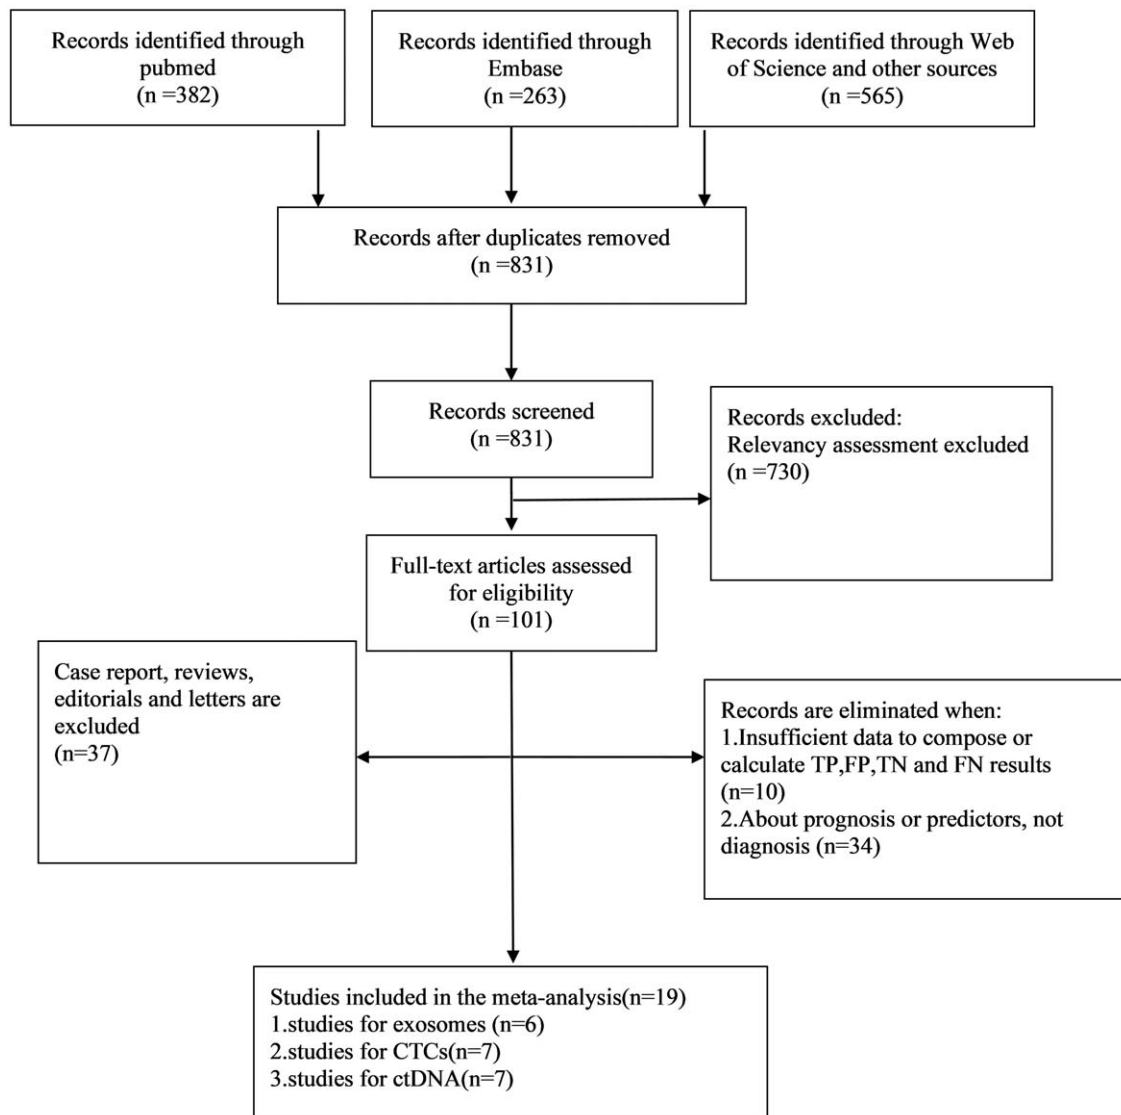 Records identified through
pubmed
(n =382)
Records identified through
Embase
(n =263)
Records identified through Web
of Science and other sources
(n =565)
Records after duplicates removed
(n =831)
Records screened
(n =831)
Records excluded:
Relevancy assessment excluded
(n =730)
Full-text articles assessed
for eligibility
(n =101)
Case report, reviews,
editorials and letters are
excluded
(n=37)
Records are eliminated when:
1.Insufficient data to compose or
calculate TP,FP,TN and FN results
(n=10)
2.About prognosis or predictors, not
diagnosis (n=34)
Studies included in the meta-analysis(n=19)
1.studies for exosomes (n=6)
2.studies for CTCs(n=7)
3.studies for ctDNA(n=7)